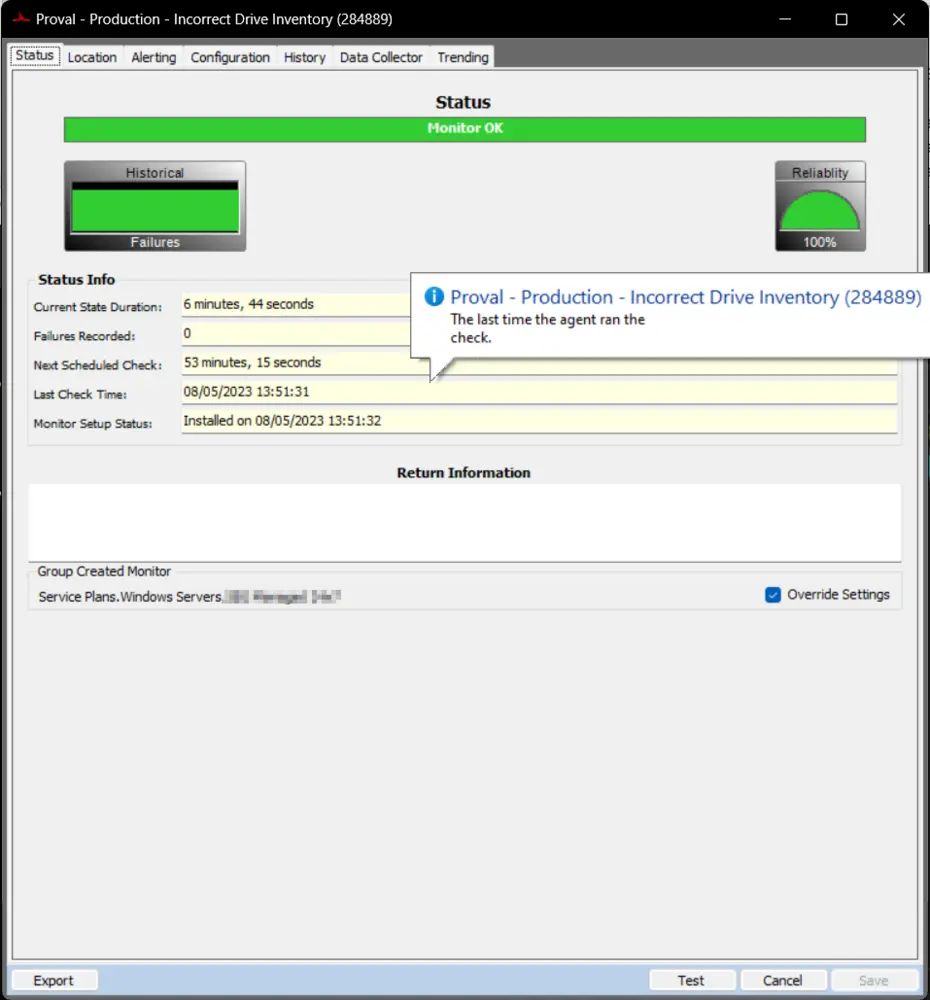 Proval - Production - Incorrect Drive Inventory (284889)
Status Location Alerting Configuration History Data Collector Trending
Status
Monitor OK
Historical
Failures
Reliablity
100%
Status Info
Current State Duration: 6 minutes, 44 seconds
Failures Recorded: 0
Next Scheduled Check: 53 minutes, 15 seconds
Last Check Time: 08/05/2023 13:51:31
Monitor Setup Status: Installed on 08/05/2023 13:51:32
Proval - Production - Incorrect Drive Inventory (284889)
The last time the agent ran the
check.
Return Information
Group Created Monitor
Service Plans.Windows Servers.
Override Settings
Export Test Cancel Save